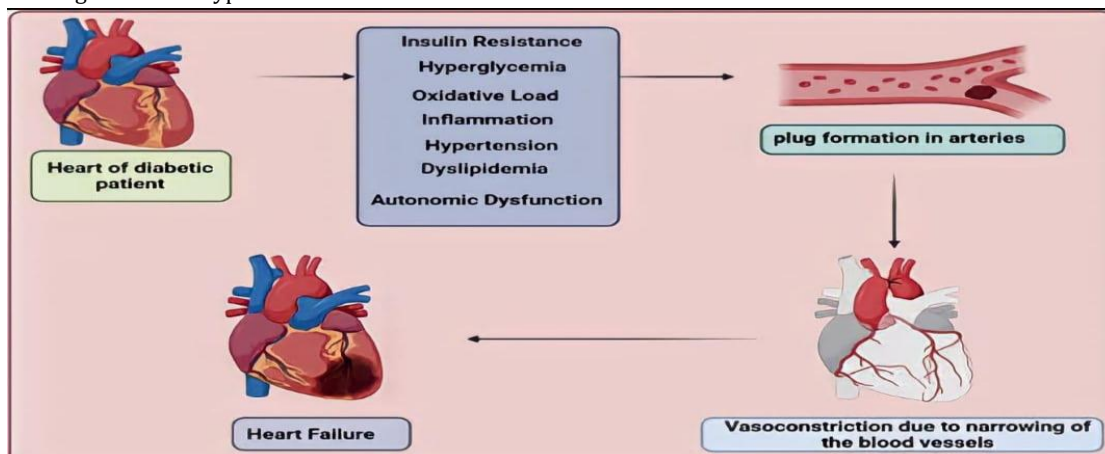 Heart of diabetic
patient
Insulin Resistance
Hyperglycemia
Oxidative Load
Inflammation
Hypertension
Dyslipidemia
Autonomic Dysfunction
plug formation in arteries
Vasoconstriction due to narrowing of
the blood vessels
Heart Failure